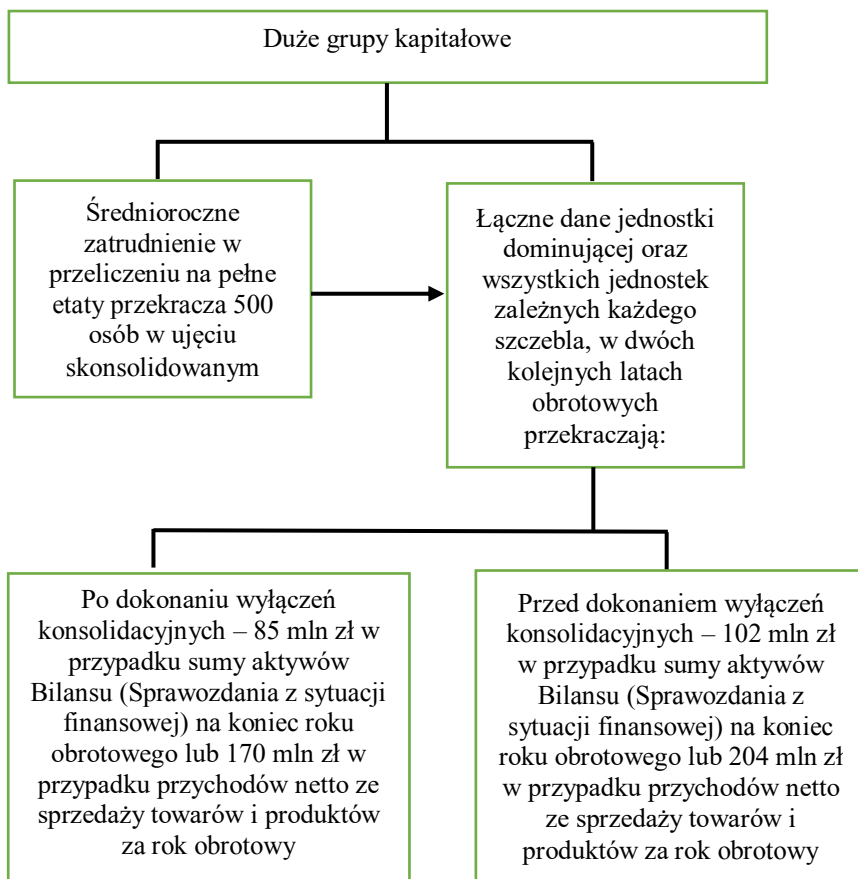 Duże grupy kapitałowe
Średnioroczne
zatrudnienie w
przeliczeniu na pełne
etaty przekracza 500
osób w ujęciu
skonsolidowanym
Łączne dane jednostki
dominującej oraz
wszystkich jednostek
zależnych każdego
szczebla, w dwóch
kolejnych latach
obrotowych
przekraczają:
Po dokonaniu wyłączeń
konsolidacyjnych – 85 mln zł w
przypadku sumy aktywów
Bilansu (Sprawozdania z sytuacji
finansowej) na koniec roku
obrotowego lub 170 mln zł w
przypadku przychodów netto ze
sprzedaży towarów i produktów
za rok obrotowy
Przed dokonaniem wyłączeń
konsolidacyjnych – 102 mln zł
w przypadku sumy aktywów
Bilansu (Sprawozdania z
sytuacji finansowej) na koniec
roku obrotowego lub 204 mln zł
w przypadku przychodów netto
ze sprzedaży towarów i
produktów za rok obrotowy